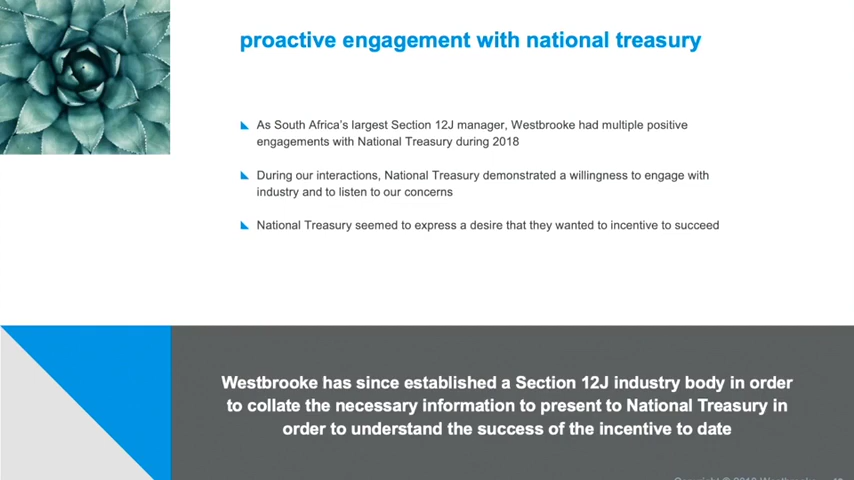 proactive engagement with national treasury
As South Africa's largest Section 12J manager, Westbrooke had multiple positive
engagements with National Treasury during 2018
During our interactions, National Treasury demonstrated a willingness to engage with
industry and to listen to our concerns
National Treasury seemed to express a desire that they wanted to incentive to succeed
Westbrooke has since established a Section 12J industry body in order
to collate the necessary information to present to National Treasury in
order to understand the success of the incentive to date